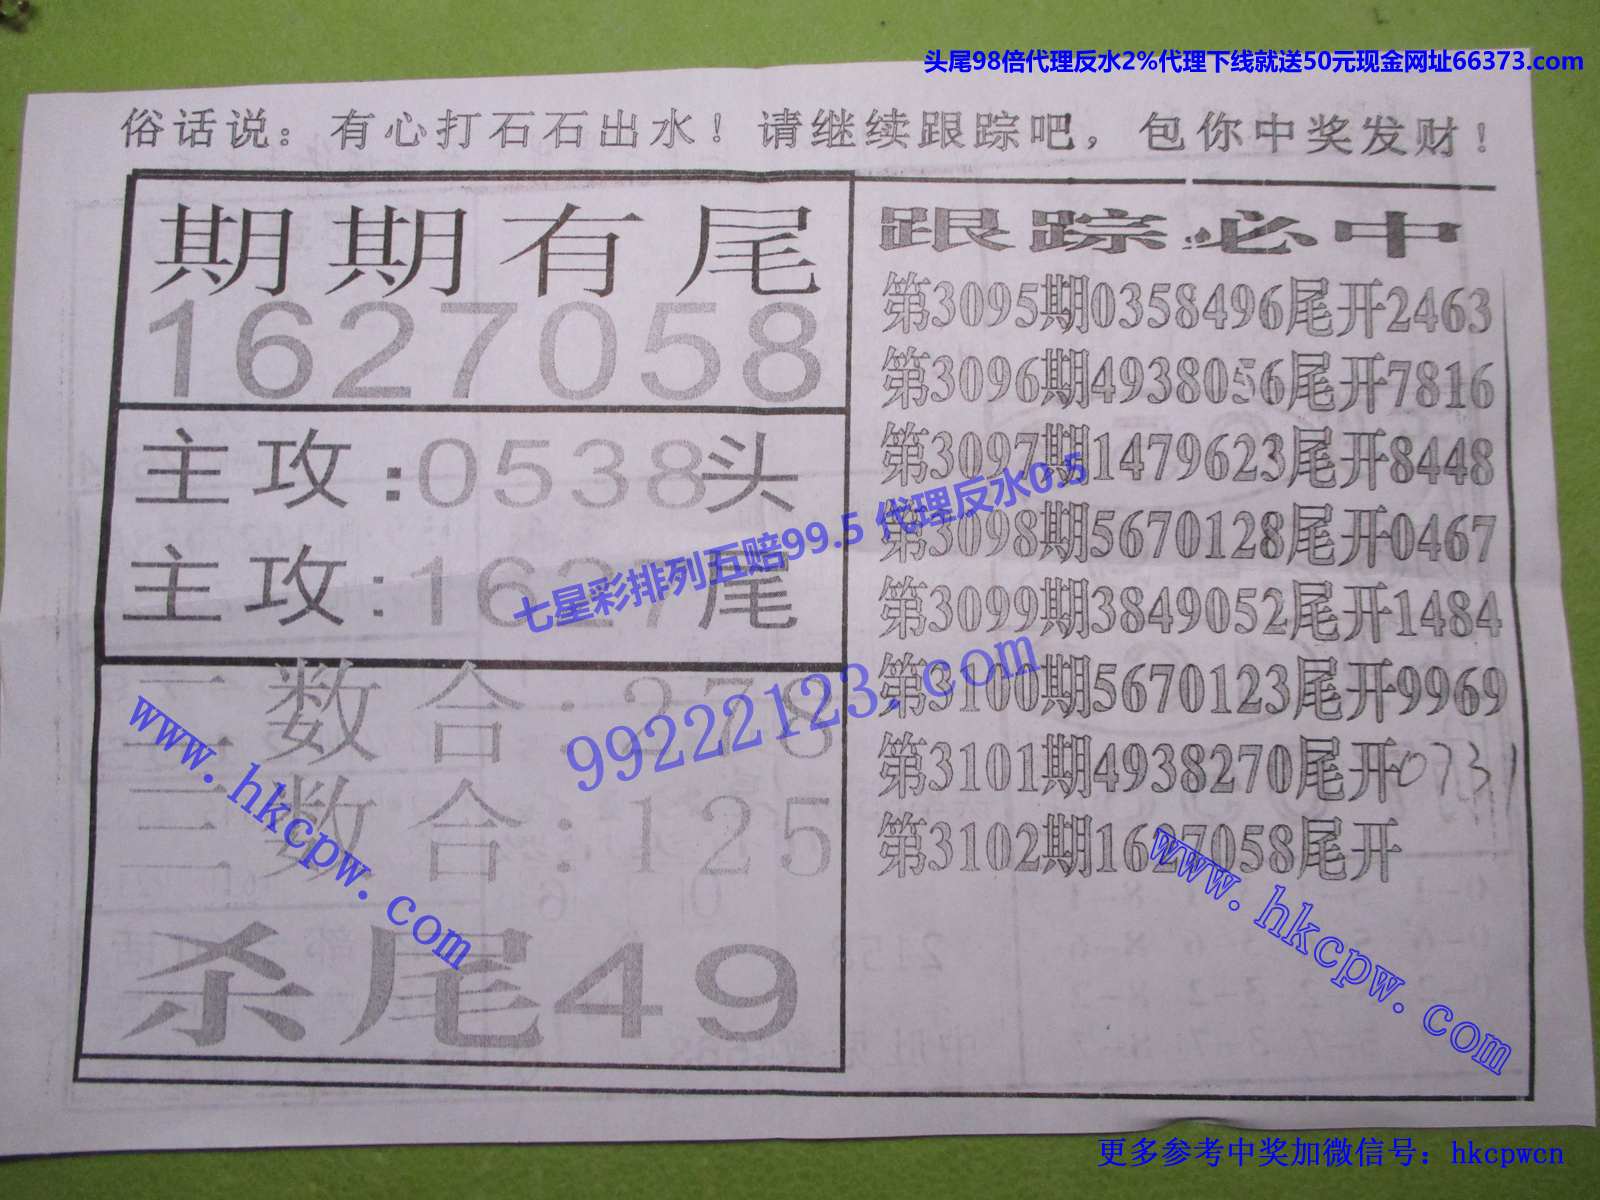 头尾98倍代理反水2%代理下线就送50元现金网址66373.com
俗话说：有心打石石出水！请继续跟踪吧，包你中奖发财！
期期有尾
1627058
主攻:0538头
主攻:1627尾
二数合:278
三数合:125
杀尾49
跟踪必中
第3095期0358496尾开2463
第3096期4938056尾开7816
第3097期1479623尾开8448
第3098期5670128尾开0467
第3099期3849052尾开1484
第3100期5670123尾开9969
第3101期4938270尾开0731
第3102期1627058尾开
七星彩排列五赔99.5 代理反水0.5
99222123.com
www.hkcpw.com
www.hkcpw.com
更多参考中奖加微信号：hkcpwcn